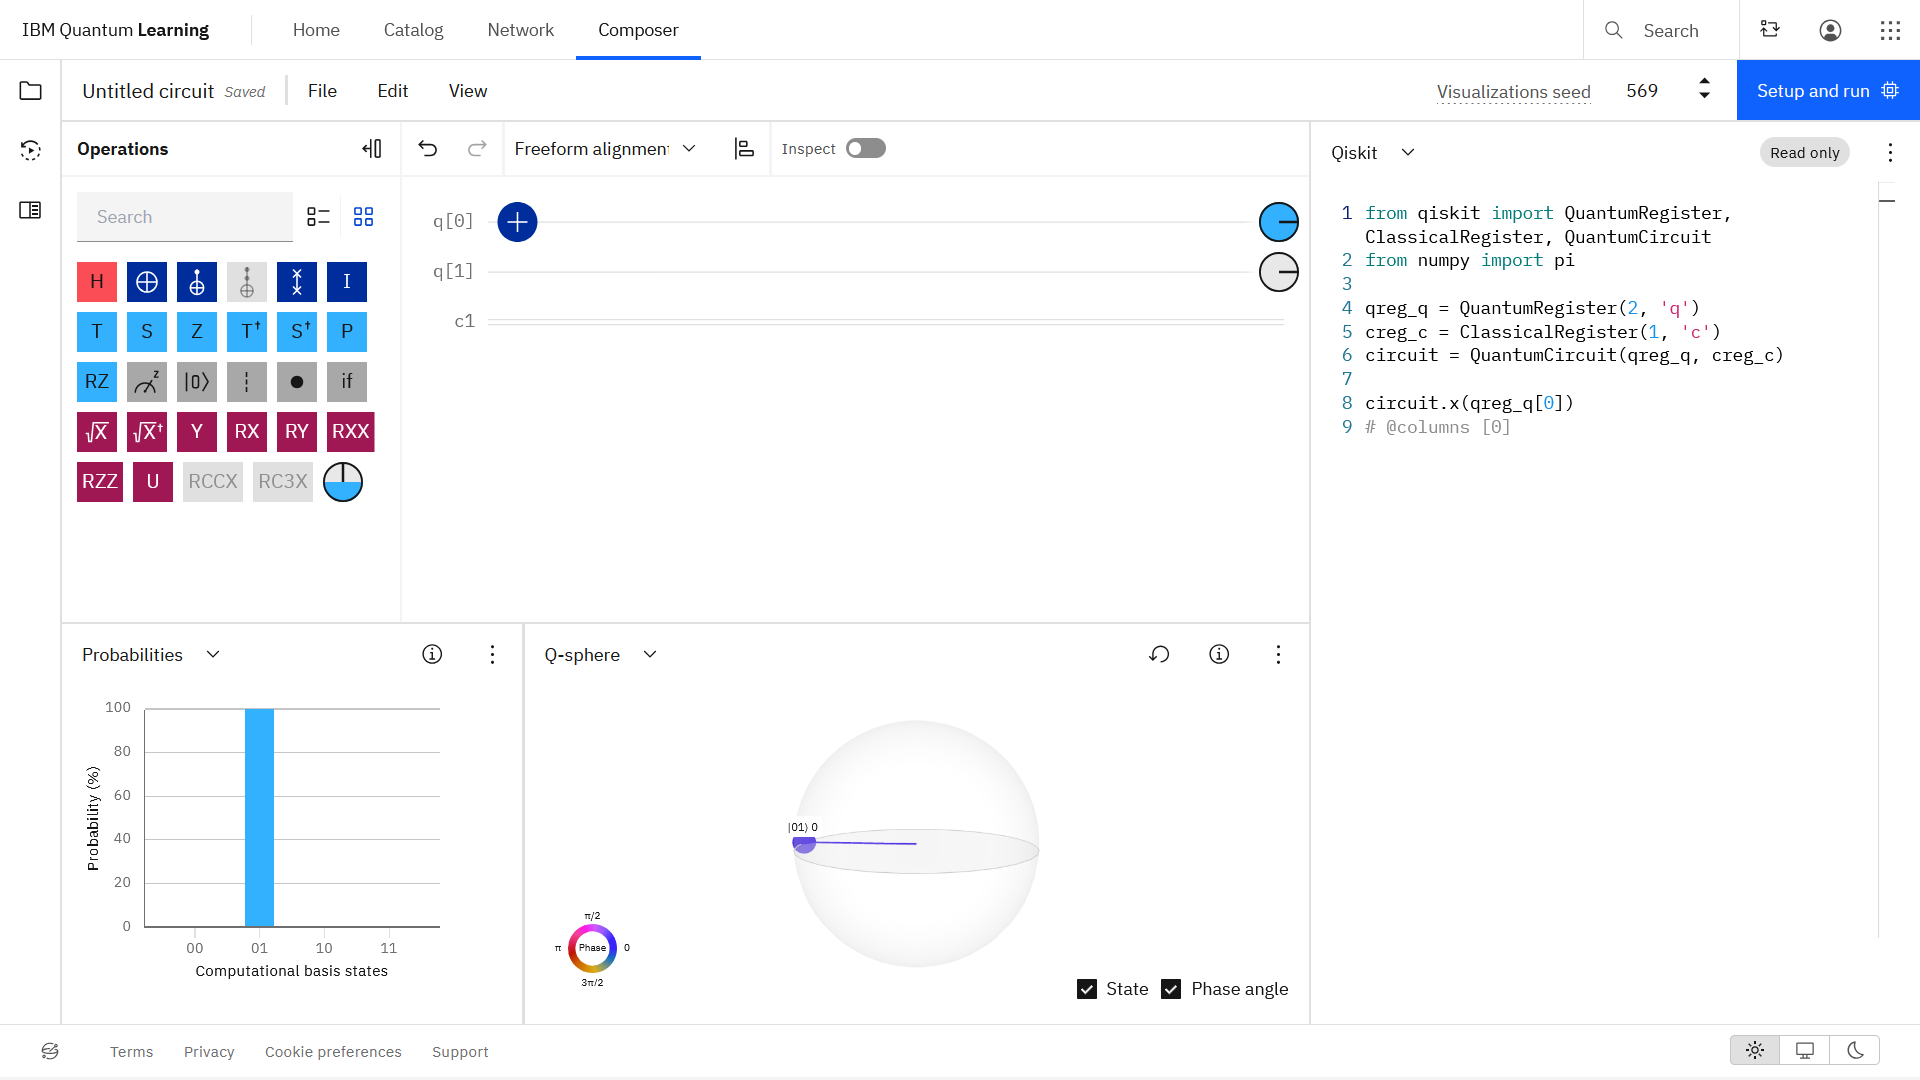 IBM Quantum Learning
Home
Catalog
Network
Composer
Search
Untitled circuit
Saved
File
Edit
View
Visualizations seed
569
Setup and run
Operations
Freeform alignmen
Inspect
Qiskit
Read only
Search
H
I
T
S
Z
T†
S†
P
RZ
z
|0⟩
if
√X
√X†
Y
RX
RY
RXX
RZZ
U
RCCX
RC3X
q[0]
q[1]
c1
1 from qiskit import QuantumRegister,
ClassicalRegister, QuantumCircuit
2 from numpy import pi
3
4 qreg_q = QuantumRegister(2, 'q')
5 creg_c = ClassicalRegister(1, 'c')
6 circuit = QuantumCircuit(qreg_q, creg_c)
7
8 circuit.x(qreg_q[0])
9 # @columns [0]
Probabilities
100
80
60
40
20
0
Probability (%)
00
01
10
11
Computational basis states
Q-sphere
|01⟩ 0
π/2
π
Phase
0
3π/2
State
Phase angle
Terms
Privacy
Cookie preferences
Support